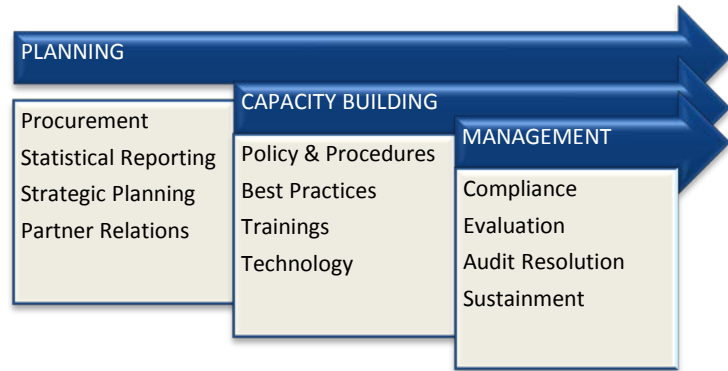 PLANNING
Procurement
Statistical Reporting
Strategic Planning
Partner Relations
CAPACITY BUILDING
Policy & Procedures
Best Practices
Trainings
Technology
MANAGEMENT
Compliance
Evaluation
Audit Resolution
Sustainment